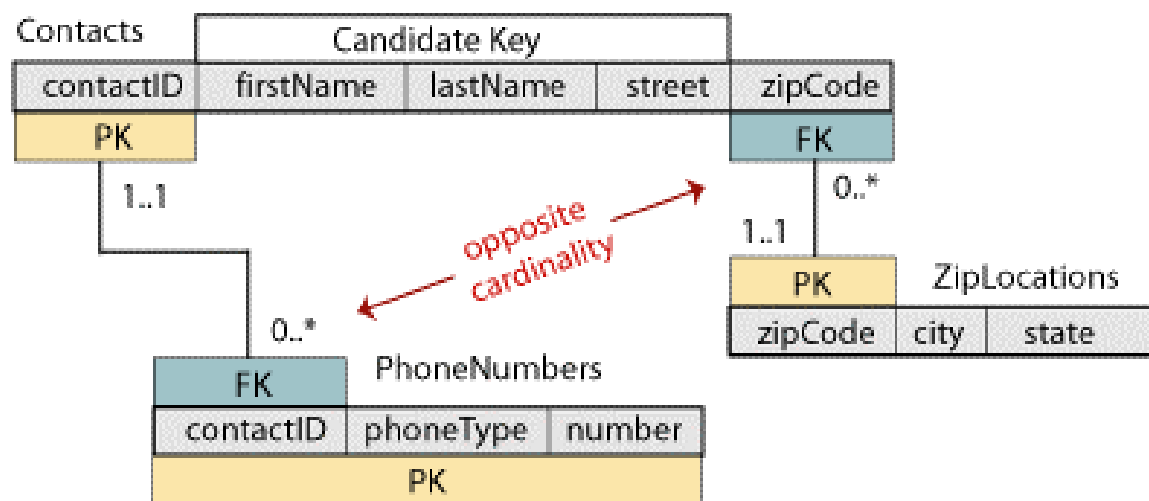 Contacts
Candidate Key
contactID firstName lastName street zipCode
PK
FK
1..1
0..*
opposite
cardinality
1..1
PK
ZipLocations
zipCode city state
0..*
FK
PhoneNumbers
contactID phoneType number
PK